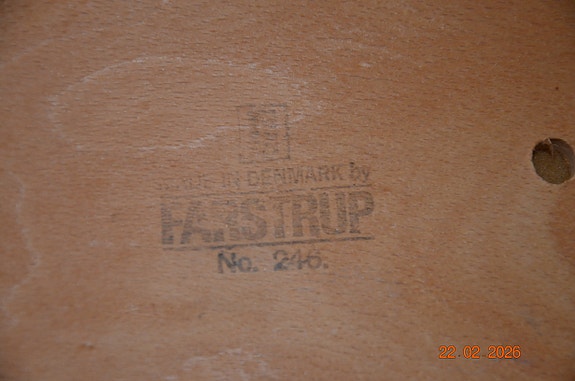 MADE IN DENMARK by
FARSTRUP
No. 246.
22 02 2026